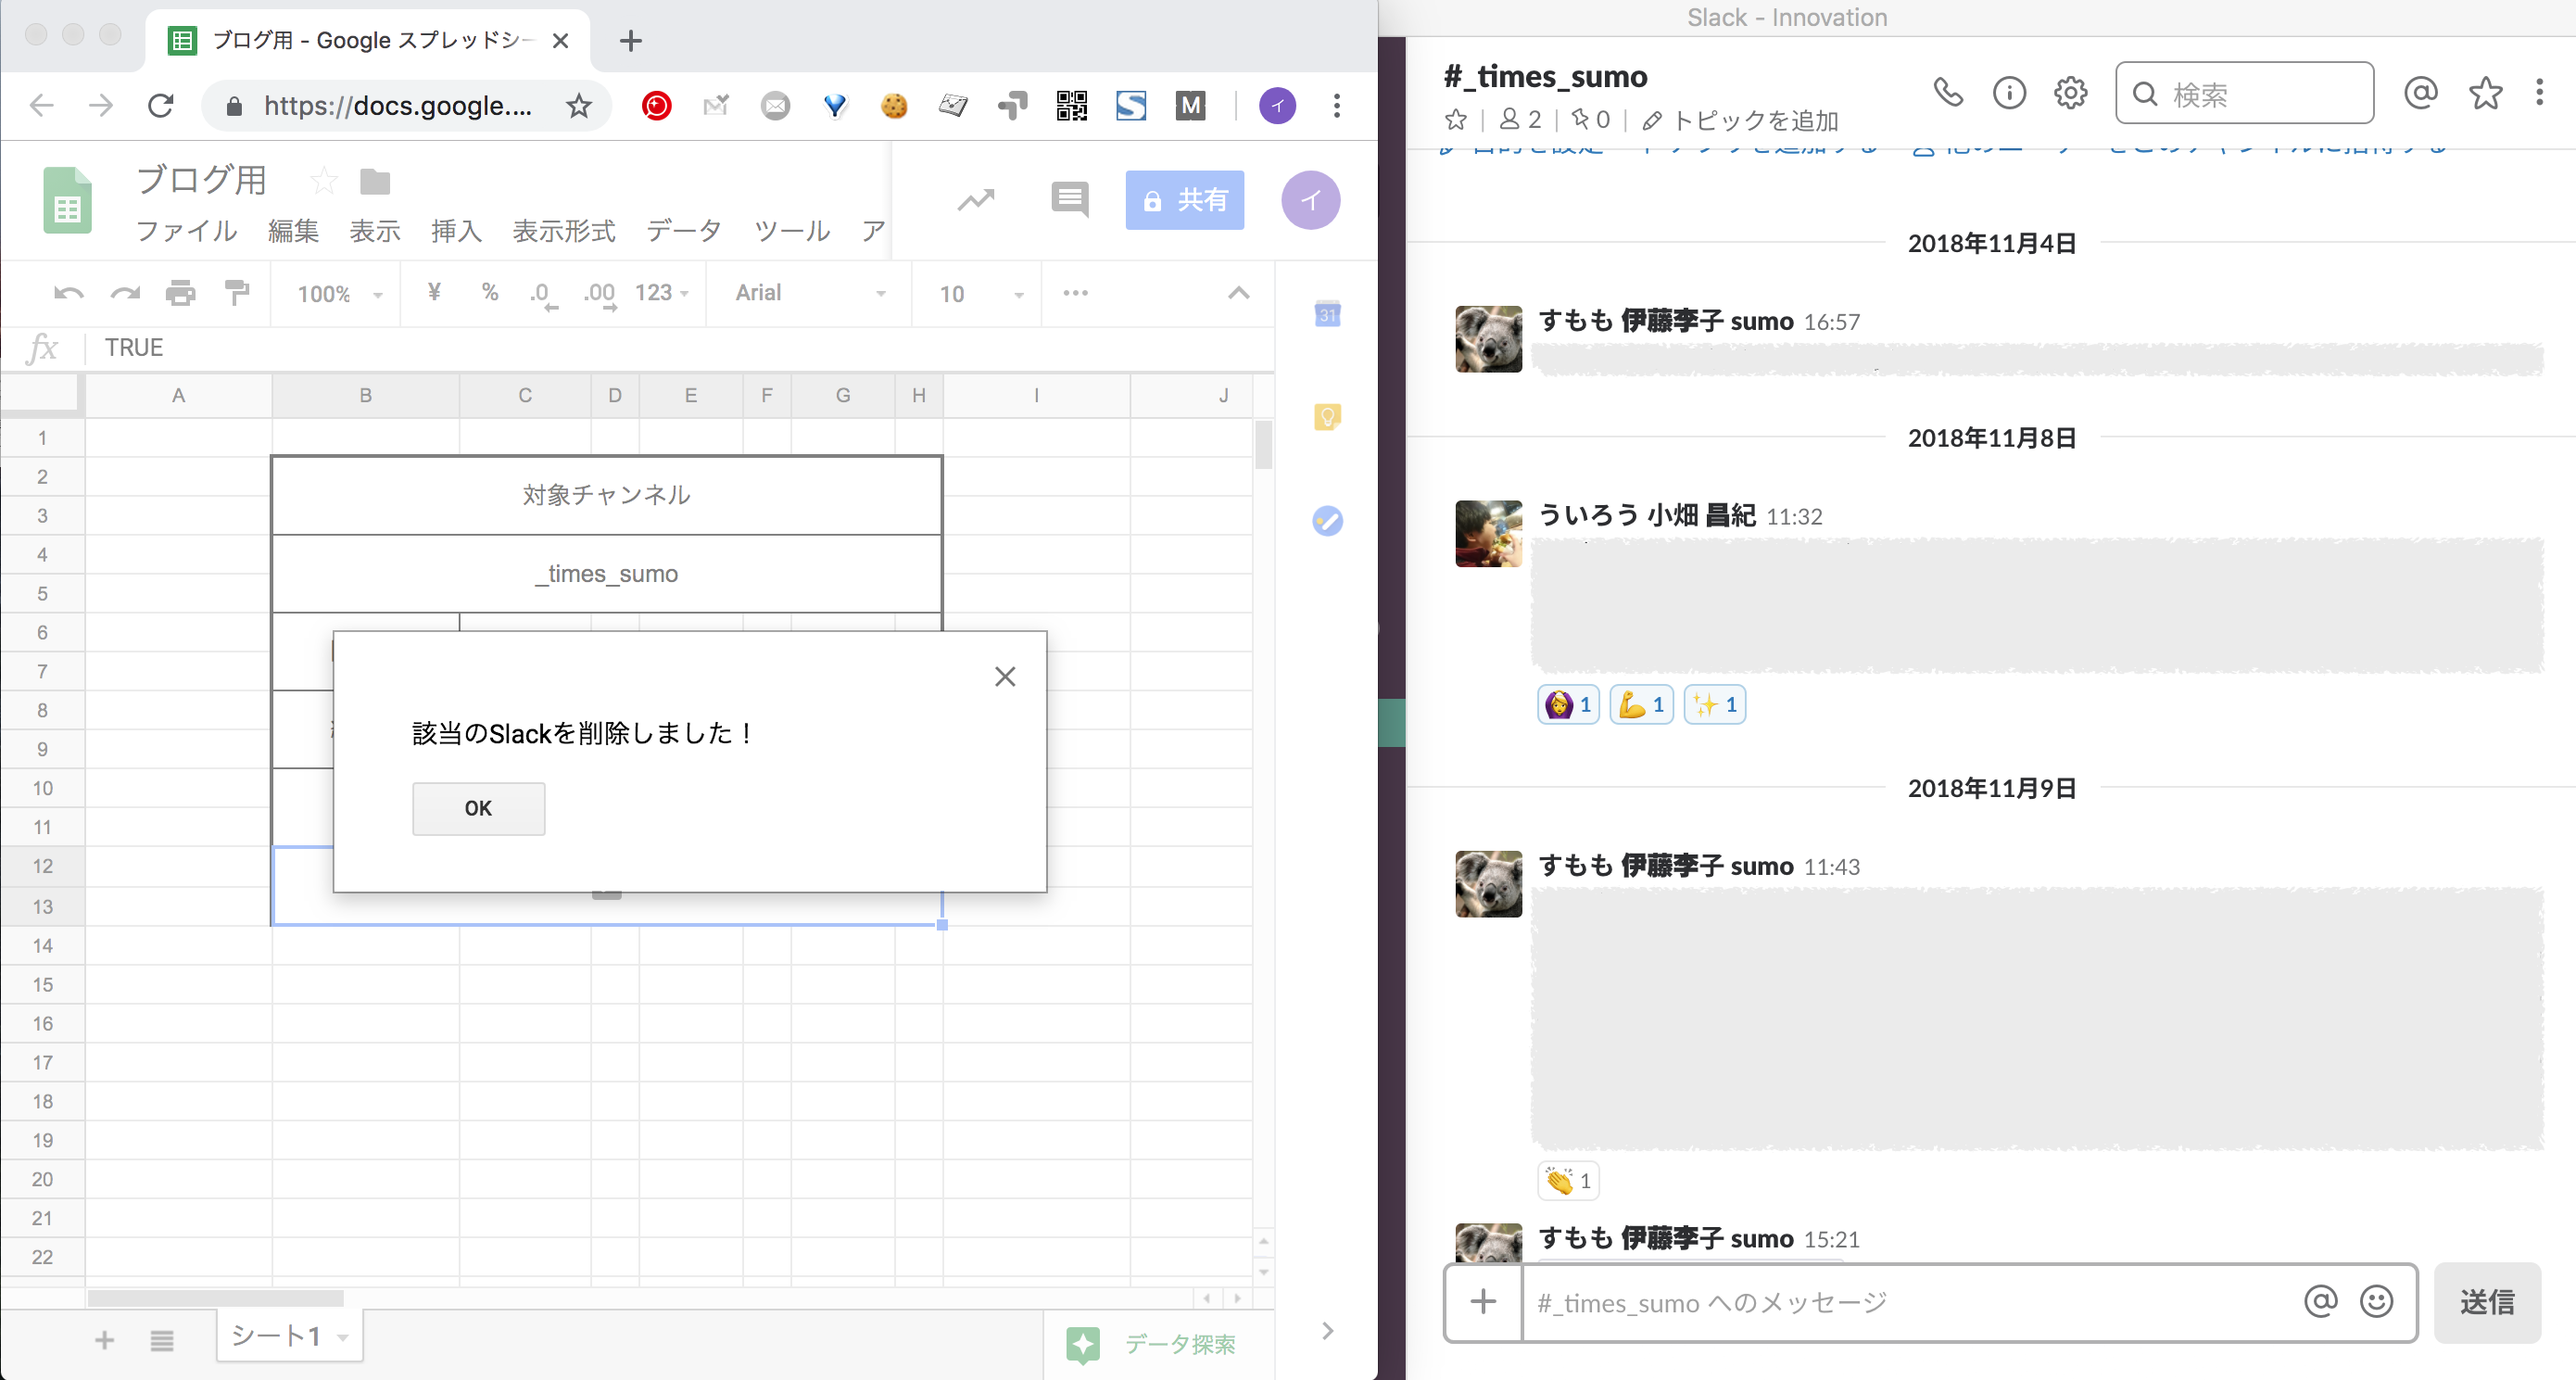 ブログ用 - Google スプレッドシー
https://docs.google....
M
イ
ブログ用
共有
イ
ファイル 編集 表示 挿入 表示形式 データ ツール ア
100% ¥ % .0 .00 123 Arial 10
31
fx TRUE
A B C D E F G H I J
1
2
対象チャンネル
3
4
_times_sumo
5
6
7
8
9
該当のSlackを削除しました！
OK
10
11
12
13
14
15
16
17
18
19
20
21
22
シート1
データ探索
Slack - Innovation
#_times_sumo
2 0 トピックを追加
検索
2018年11月4日
すもも 伊藤李子 sumo 16:57
2018年11月8日
ういろう 小畑 昌紀 11:32
1 1 1
2018年11月9日
すもも 伊藤李子 sumo 11:43
1
すもも 伊藤李子 sumo 15:21
#_times_sumo へのメッセージ
送信